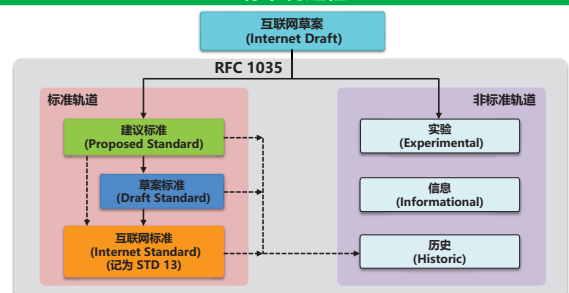 互联网草案
(Internet Draft)
RFC 1035
标准轨道
非标准轨道
建议标准
(Proposed Standard)
实验
(Experimental)
草案标准
(Draft Standard)
信息
(Informational)
互联网标准
(Internet Standard)
(记为 STD 13)
历史
(Historic)